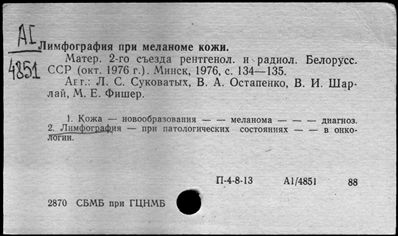 АI
4851
Лимфография при меланоме кожи.
Матер. 2-го съезда рентгенол. и радиол. Белорусс.
ССР (окт. 1976 г.). Минск, 1976, с. 134—135.
Авт.: Л. С. Суковатых, В. А. Остапенко, В. И. Шар-
лай, М. Е. Фишер.
1. Кожа — новообразования — — меланома — — — диагноз.
2. Лимфография — при патологических состояниях — — в онко-
логии.
П-4-8-13 А1/4851 88
2870 СБМБ при ГЦНМБ